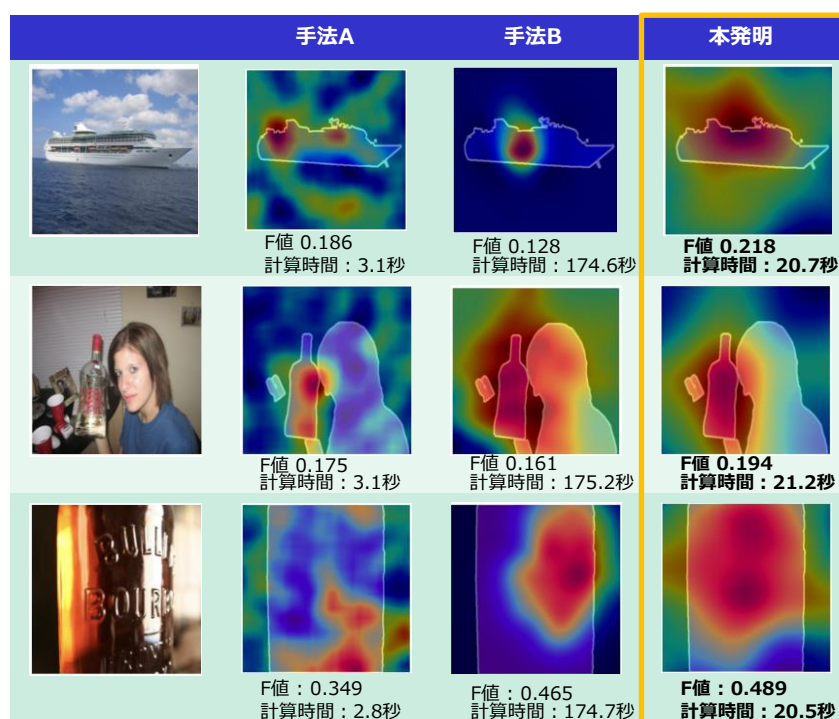 手法A 手法B 本発明
F値 0.186 F値 0.128 F値 0.218
計算時間：3.1秒 計算時間：174.6秒 計算時間：20.7秒
F値 0.175 F値 0.161 F値 0.194
計算時間：3.1秒 計算時間：175.2秒 計算時間：21.2秒
BULL
BOUR
F値：0.349 F値：0.465 F値：0.489
計算時間：2.8秒 計算時間：174.7秒 計算時間：20.5秒